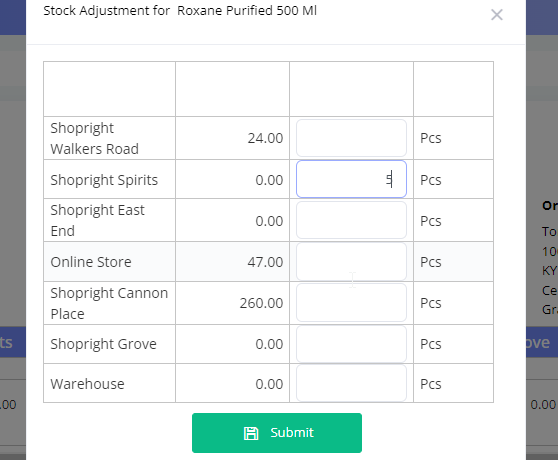 Stock Adjustment for Roxane Purified 500 Ml
×
Shopright
Walkers Road
24.00
Pcs
Shopright Spirits
0.00
5
Pcs
Shopright East
End
0.00
Pcs
Online Store
47.00
Pcs
Shopright Cannon
Place
260.00
Pcs
Shopright Grove
0.00
Pcs
Warehouse
0.00
Pcs
Submit
Or
To
10
KY
Ce
Gr
ts
ove
.00
0.00